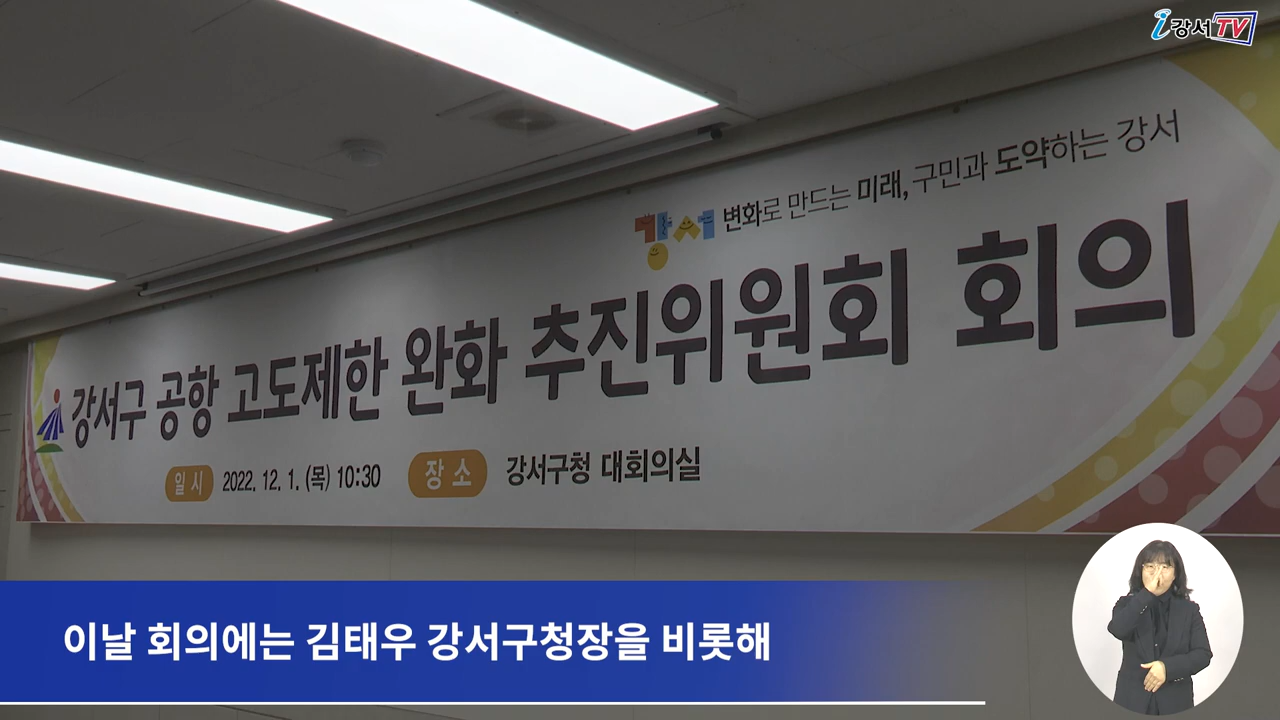 i강서TV
강서 변화로 만드는 미래, 구민과 도약하는 강서
강서구 공항 고도제한 완화 추진위원회 회의
일 시 2022. 12. 1. (목) 10:30 장 소 강서구청 대회의실
이날 회의에는 김태우 강서구청장을 비롯해